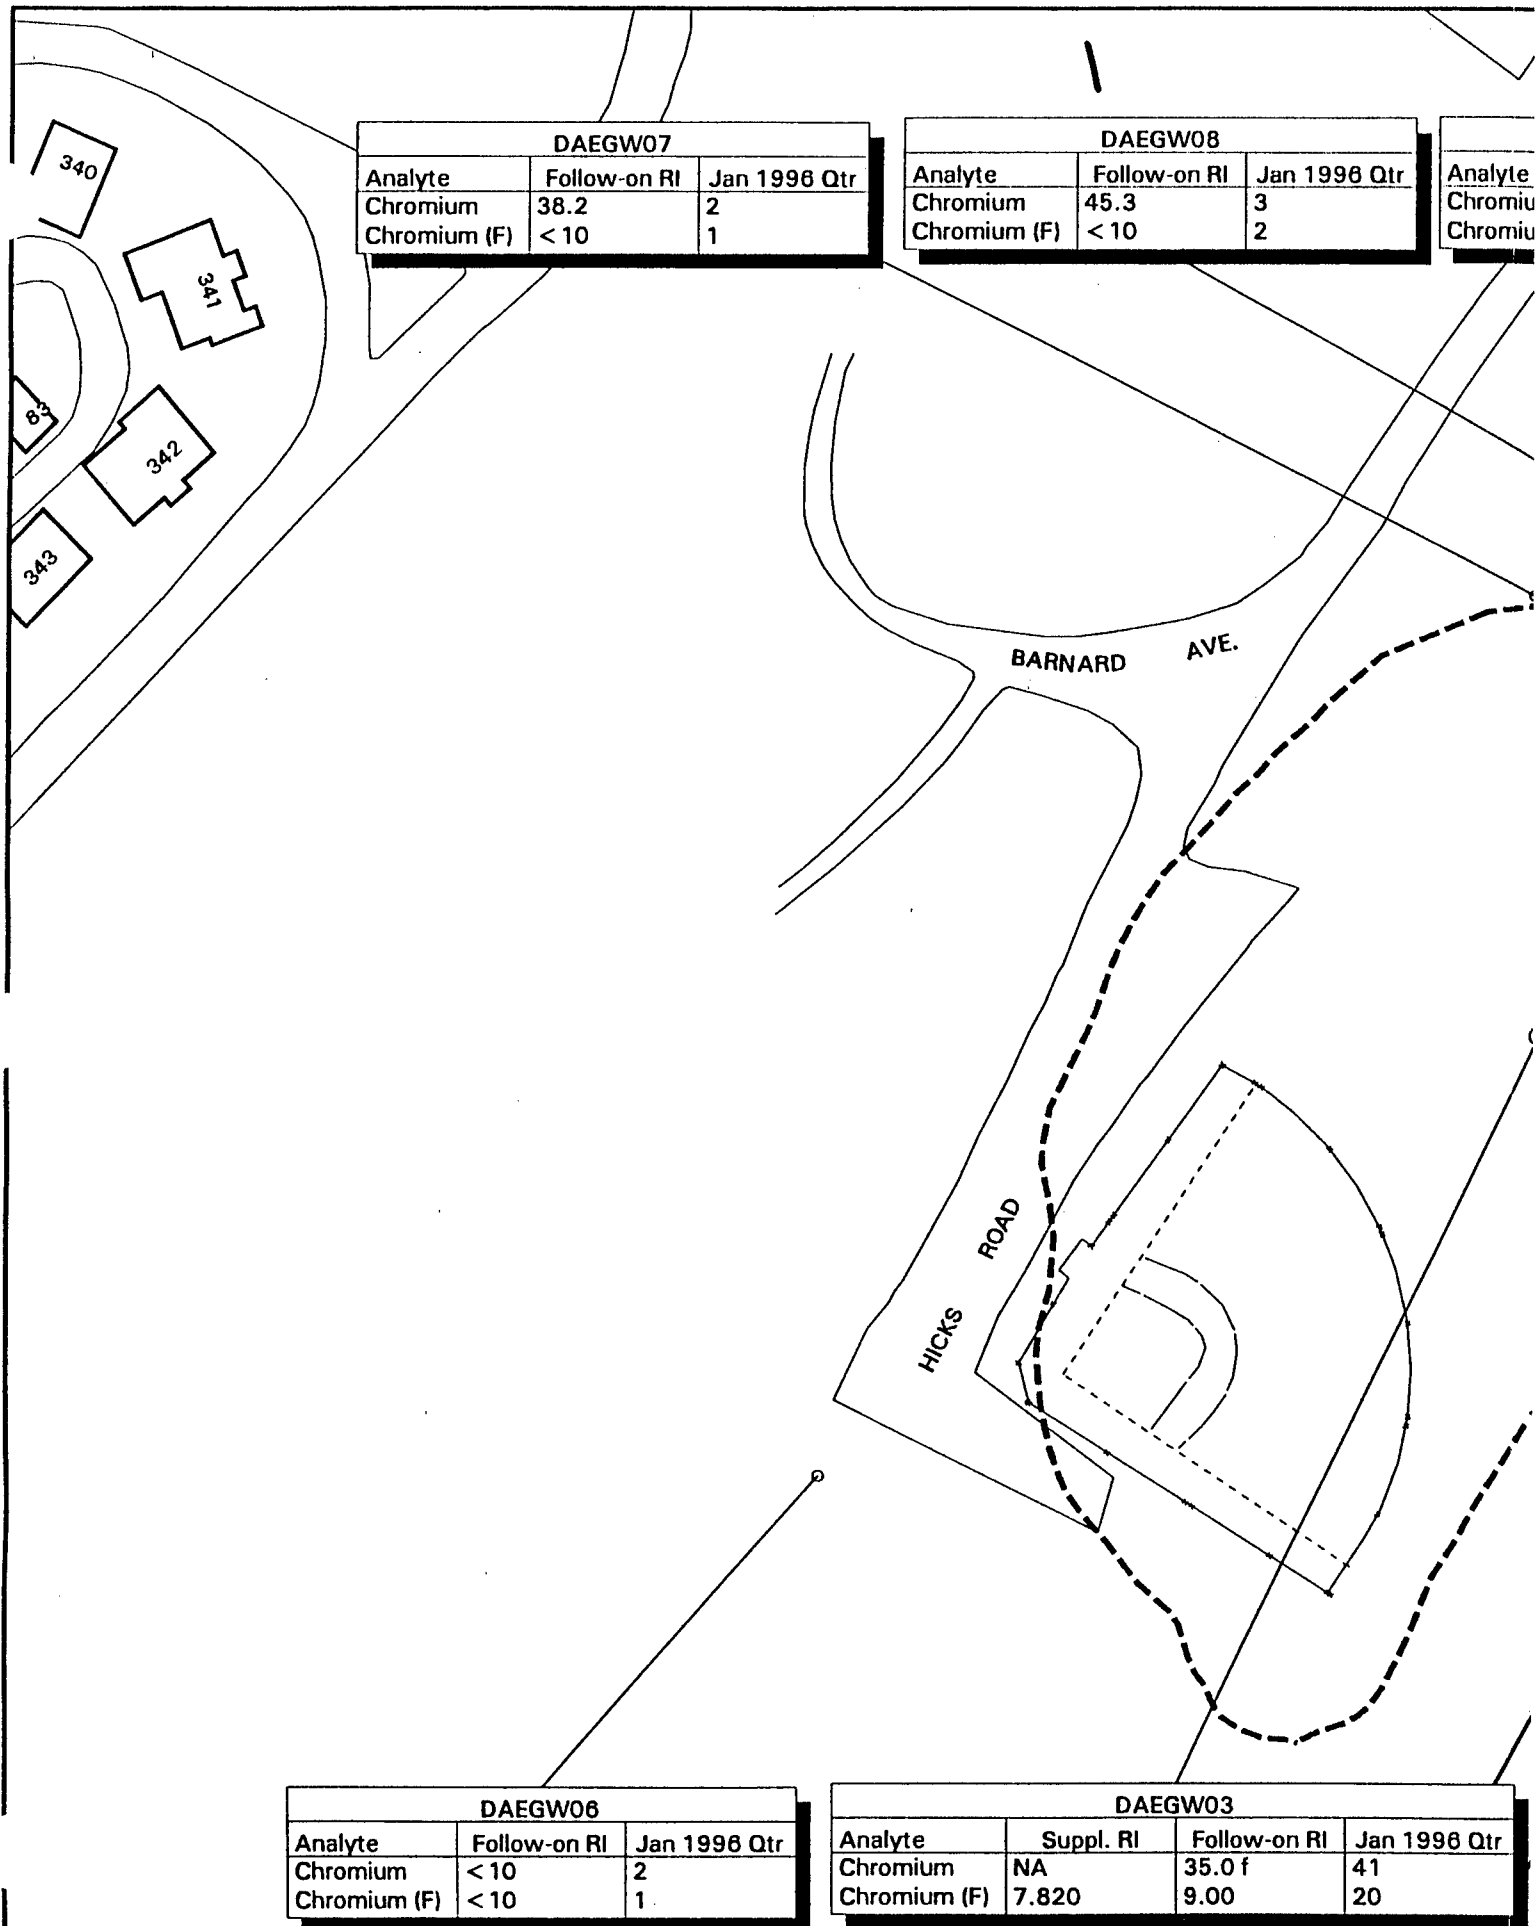 DAEGW07
Analyte Follow-on RI Jan 1996 Qtr
Chromium 38.2 2
Chromium (F) <10 1
DAEGW08
Analyte Follow-on RI Jan 1996 Qtr
Chromium 45.3 3
Chromium (F) <10 2
Analyte
Chromiu
Chromiu
340
341
83
342
343
BARNARD AVE.
HICKS ROAD
DAEGW06
Analyte Follow-on RI Jan 1996 Qtr
Chromium <10 2
Chromium (F) <10 1
DAEGW03
Analyte Suppl. RI Follow-on RI Jan 1996 Qtr
Chromium NA 35.0 f 41
Chromium (F) 7.820 9.00 20